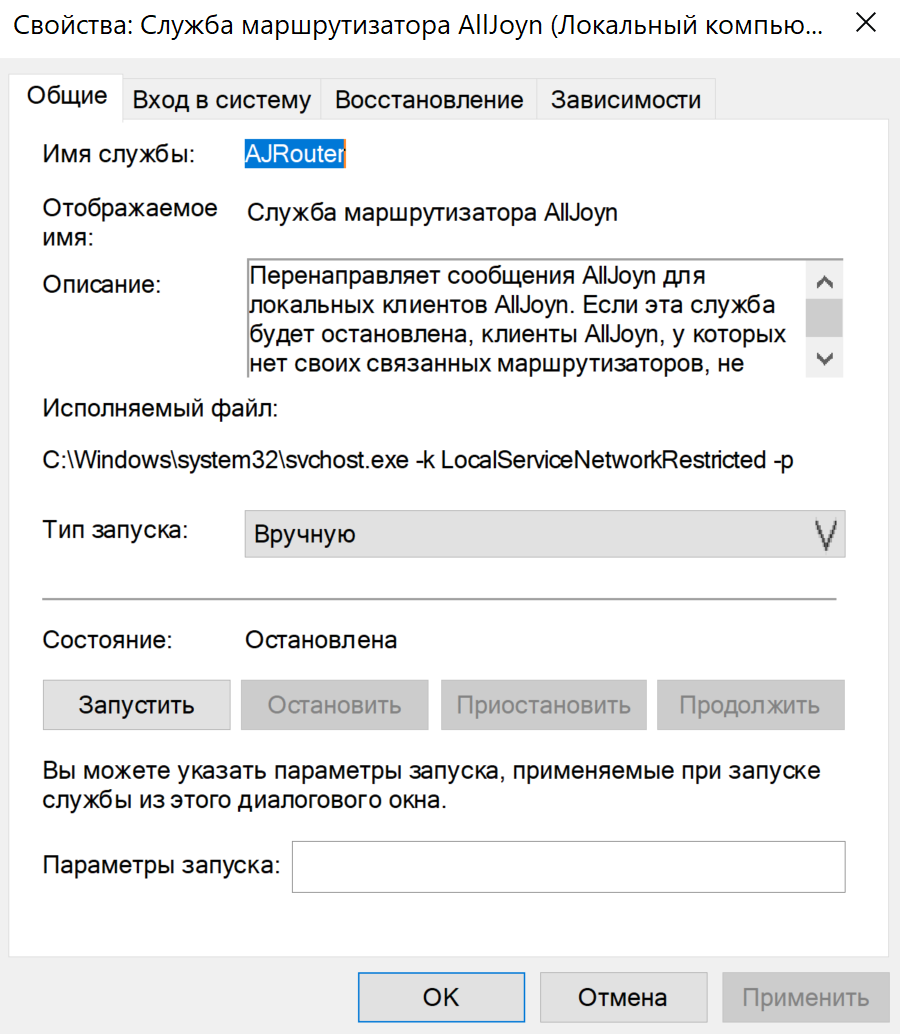 Свойства: Служба маршрутизатора AllJoyn (Локальный компью...
Общие
Вход в систему
Восстановление
Зависимости
Имя службы:
AJRouter
Отображаемое
имя:
Служба маршрутизатора AllJoyn
Описание:
Перенаправляет сообщения AllJoyn для
локальных клиентов AllJoyn. Если эта служба
будет остановлена, клиенты AllJoyn, у которых
нет своих связанных маршрутизаторов, не
Исполняемый файл:
C:\Windows\system32\svchost.exe -k LocalServiceNetworkRestricted -p
Тип запуска:
Вручную
Состояние:
Остановлена
Запустить
Остановить
Приостановить
Продолжить
Вы можете указать параметры запуска, применяемые при запуске
службы из этого диалогового окна.
Параметры запуска:
OK
Отмена
Применить